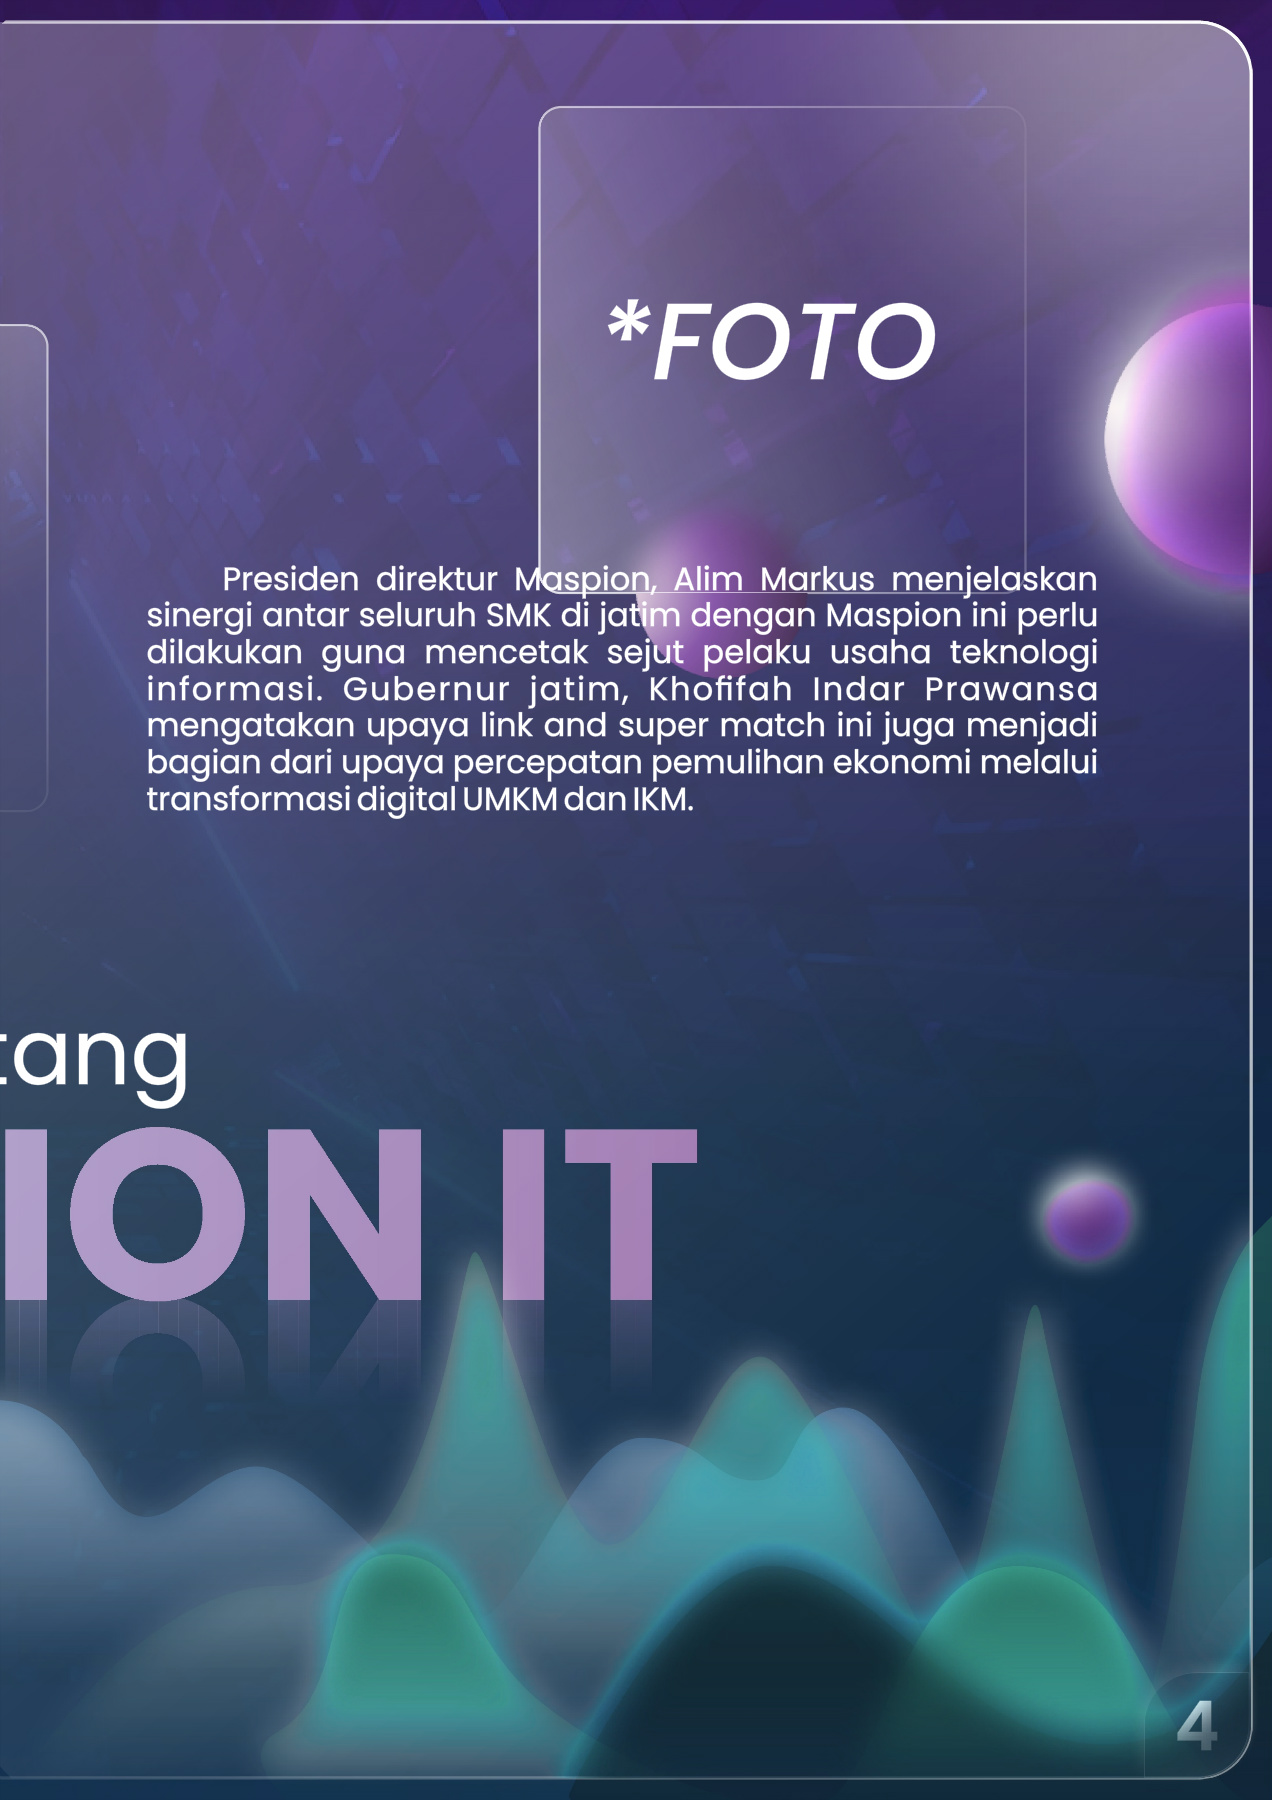 *FOTO
Presiden direktur Maspion, Alim Markus menjelaskan
sinergi antar seluruh SMK di jatim dengan Maspion ini perlu
dilakukan guna mencetak sejut pelaku usaha teknologi
informasi. Gubernur jatim, Khofifah Indar Prawansa
mengatakan upaya link and super match ini juga menjadi
bagian dari upaya percepatan pemulihan ekonomi melalui
transformasi digital UMKM dan IKM.
tang
ION IT
4